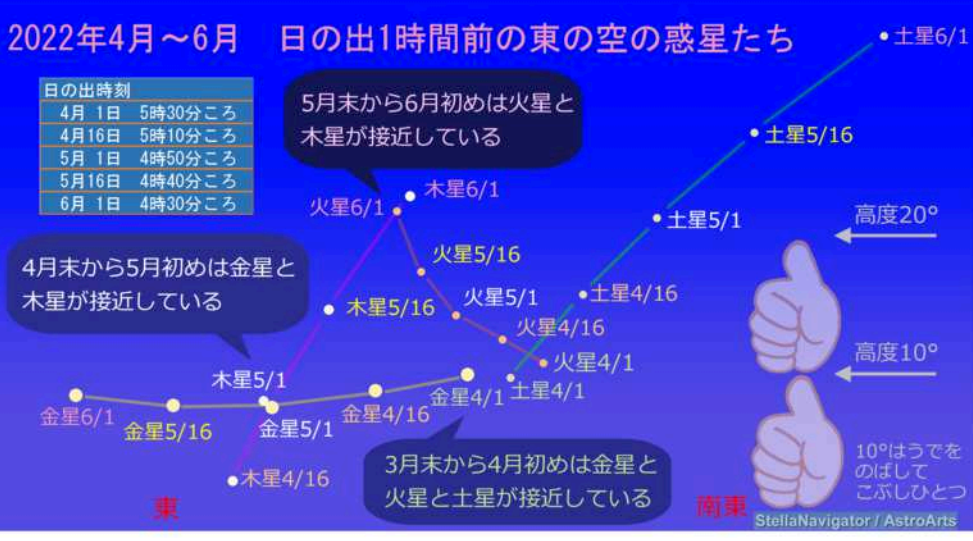 2022年4月～6月　日の出1時間前の東の空の惑星たち
土星6/1
日の出時刻
4月 1日　5時30分ころ
4月16日　5時10分ころ
5月 1日　4時50分ころ
5月16日　4時40分ころ
6月 1日　4時30分ころ
5月末から6月初めは火星と
木星が接近している
土星5/16
木星6/1
火星6/1
土星5/1
高度20°
火星5/16
4月末から5月初めは金星と
木星が接近している
木星5/16
火星5/1
土星4/16
火星4/16
高度10°
火星4/1
木星5/1
金星4/1
土星4/1
金星6/1
金星5/16
金星5/1
金星4/16
3月末から4月初めは金星と
火星と土星が接近している
木星4/16
10°はうでを
のばして
こぶしひとつ
東
南東
StellaNavigator / AstroArts